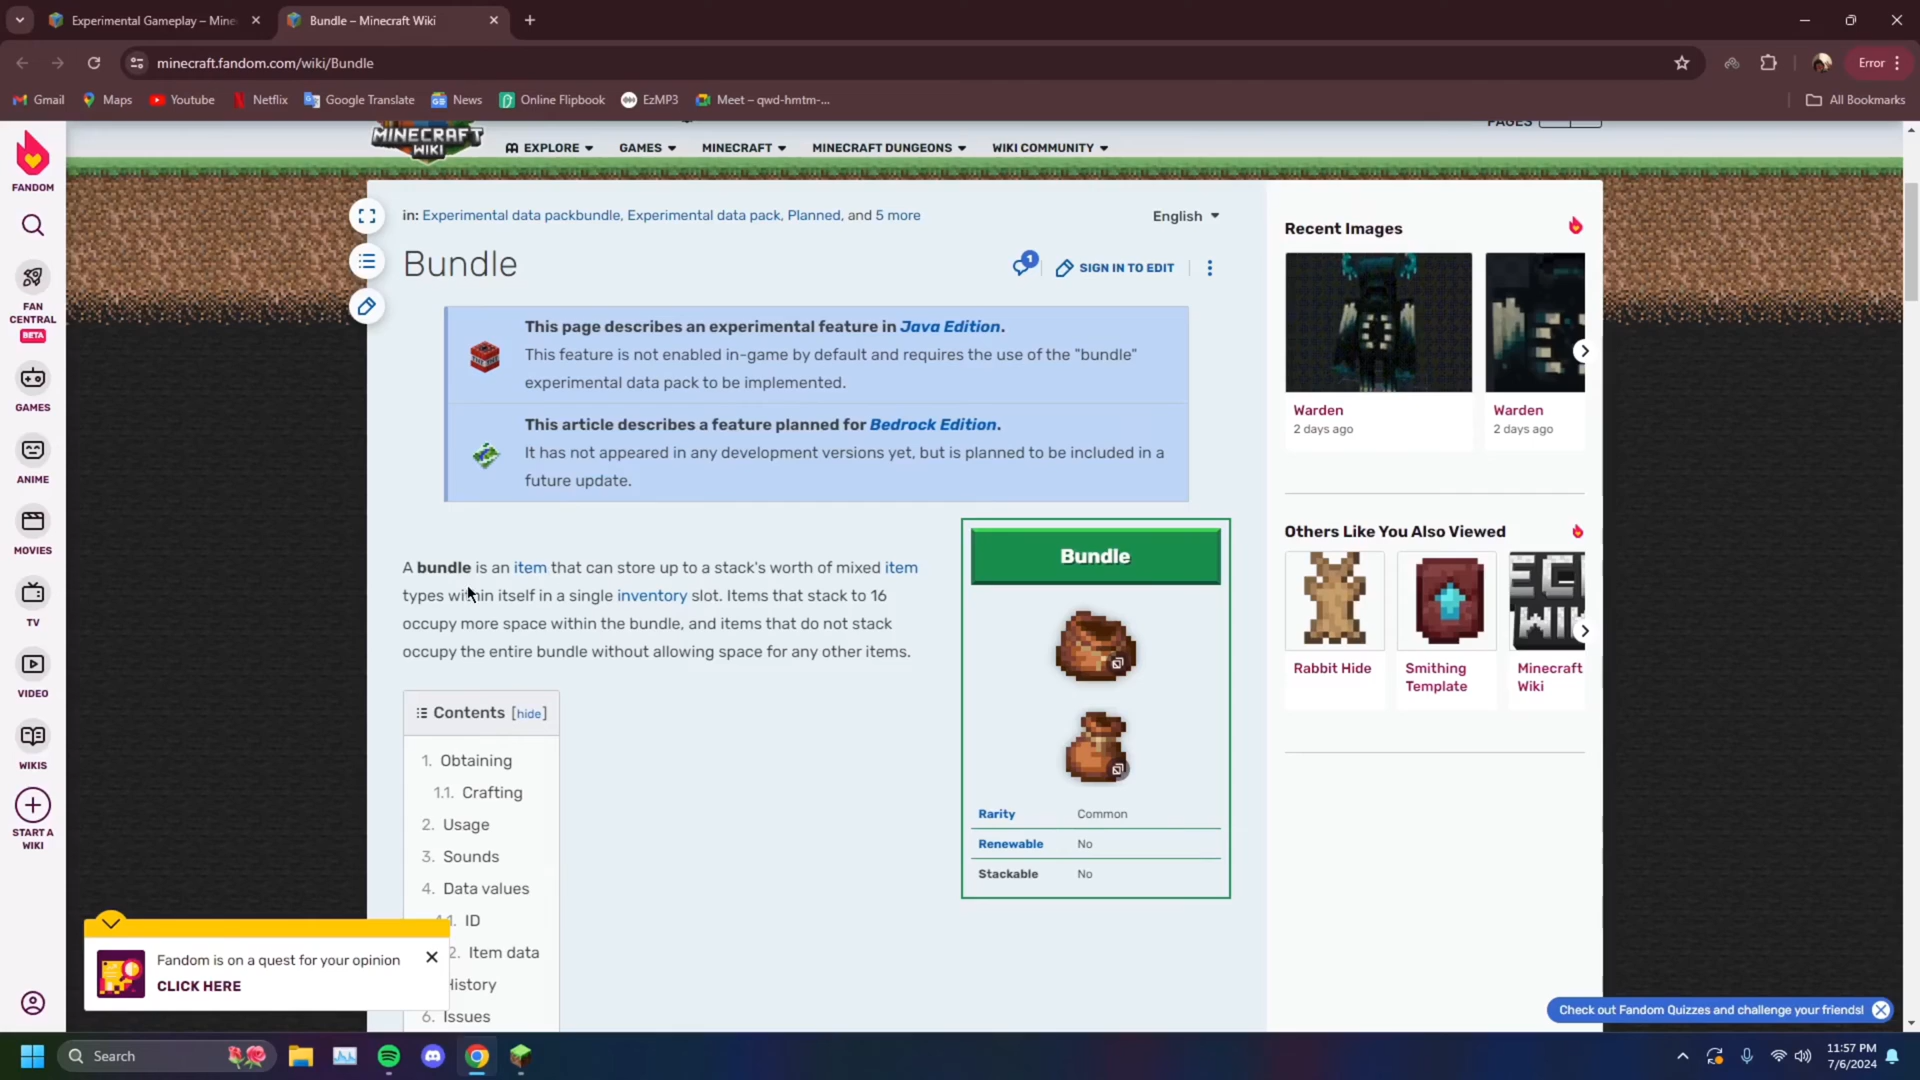 Experimental Gameplay – Mine
Bundle – Minecraft Wiki
minecraft.fandom.com/wiki/Bundle
Error
Gmail
Maps
Youtube
Netflix
Google Translate
News
Online Flipbook
EzMP3
Meet – qwd-hmtm-...
All Bookmarks
FANDOM
FAN CENTRAL
BETA
GAMES
ANIME
MOVIES
TV
VIDEO
WIKIS
START A WIKI
MINECRAFT WIKI
EXPLORE
GAMES
MINECRAFT
MINECRAFT DUNGEONS
WIKI COMMUNITY
PAGES
in: Experimental data packbundle, Experimental data pack, Planned, and 5 more
English
Bundle
1
SIGN IN TO EDIT
This page describes an experimental feature in Java Edition.
This feature is not enabled in-game by default and requires the use of the "bundle"
experimental data pack to be implemented.
This article describes a feature planned for Bedrock Edition.
It has not appeared in any development versions yet, but is planned to be included in a
future update.
A bundle is an item that can store up to a stack's worth of mixed item
types within itself in a single inventory slot. Items that stack to 16
occupy more space within the bundle, and items that do not stack
occupy the entire bundle without allowing space for any other items.
Contents [hide]
1. Obtaining
1.1. Crafting
2. Usage
3. Sounds
4. Data values
4.1. ID
2. Item data
History
6. Issues
Bundle
Rarity Common
Renewable No
Stackable No
Recent Images
Warden
2 days ago
Warden
2 days ago
Others Like You Also Viewed
Rabbit Hide
Smithing
Template
Minecraft
Wiki
Fandom is on a quest for your opinion
CLICK HERE
Check out Fandom Quizzes and challenge your friends!
Search
11:57 PM
7/6/2024